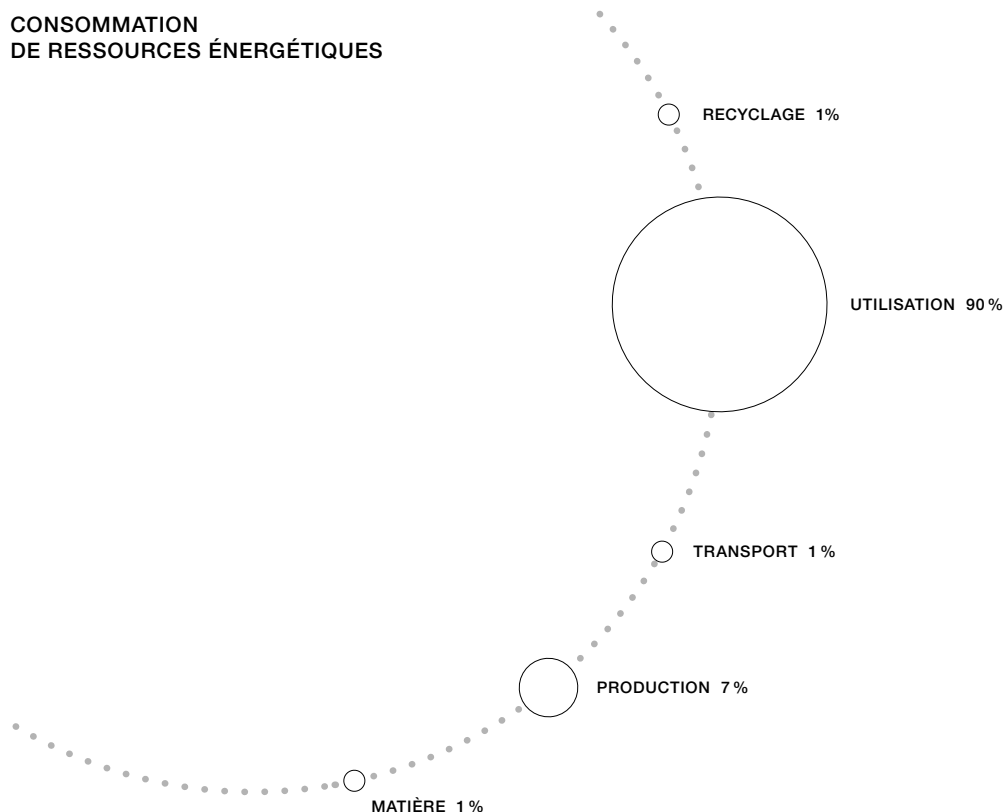 CONSOMMATION
DE RESSOURCES ÉNERGÉTIQUES
RECYCLAGE 1%
UTILISATION 90%
TRANSPORT 1%
PRODUCTION 7%
MATIÈRE 1%